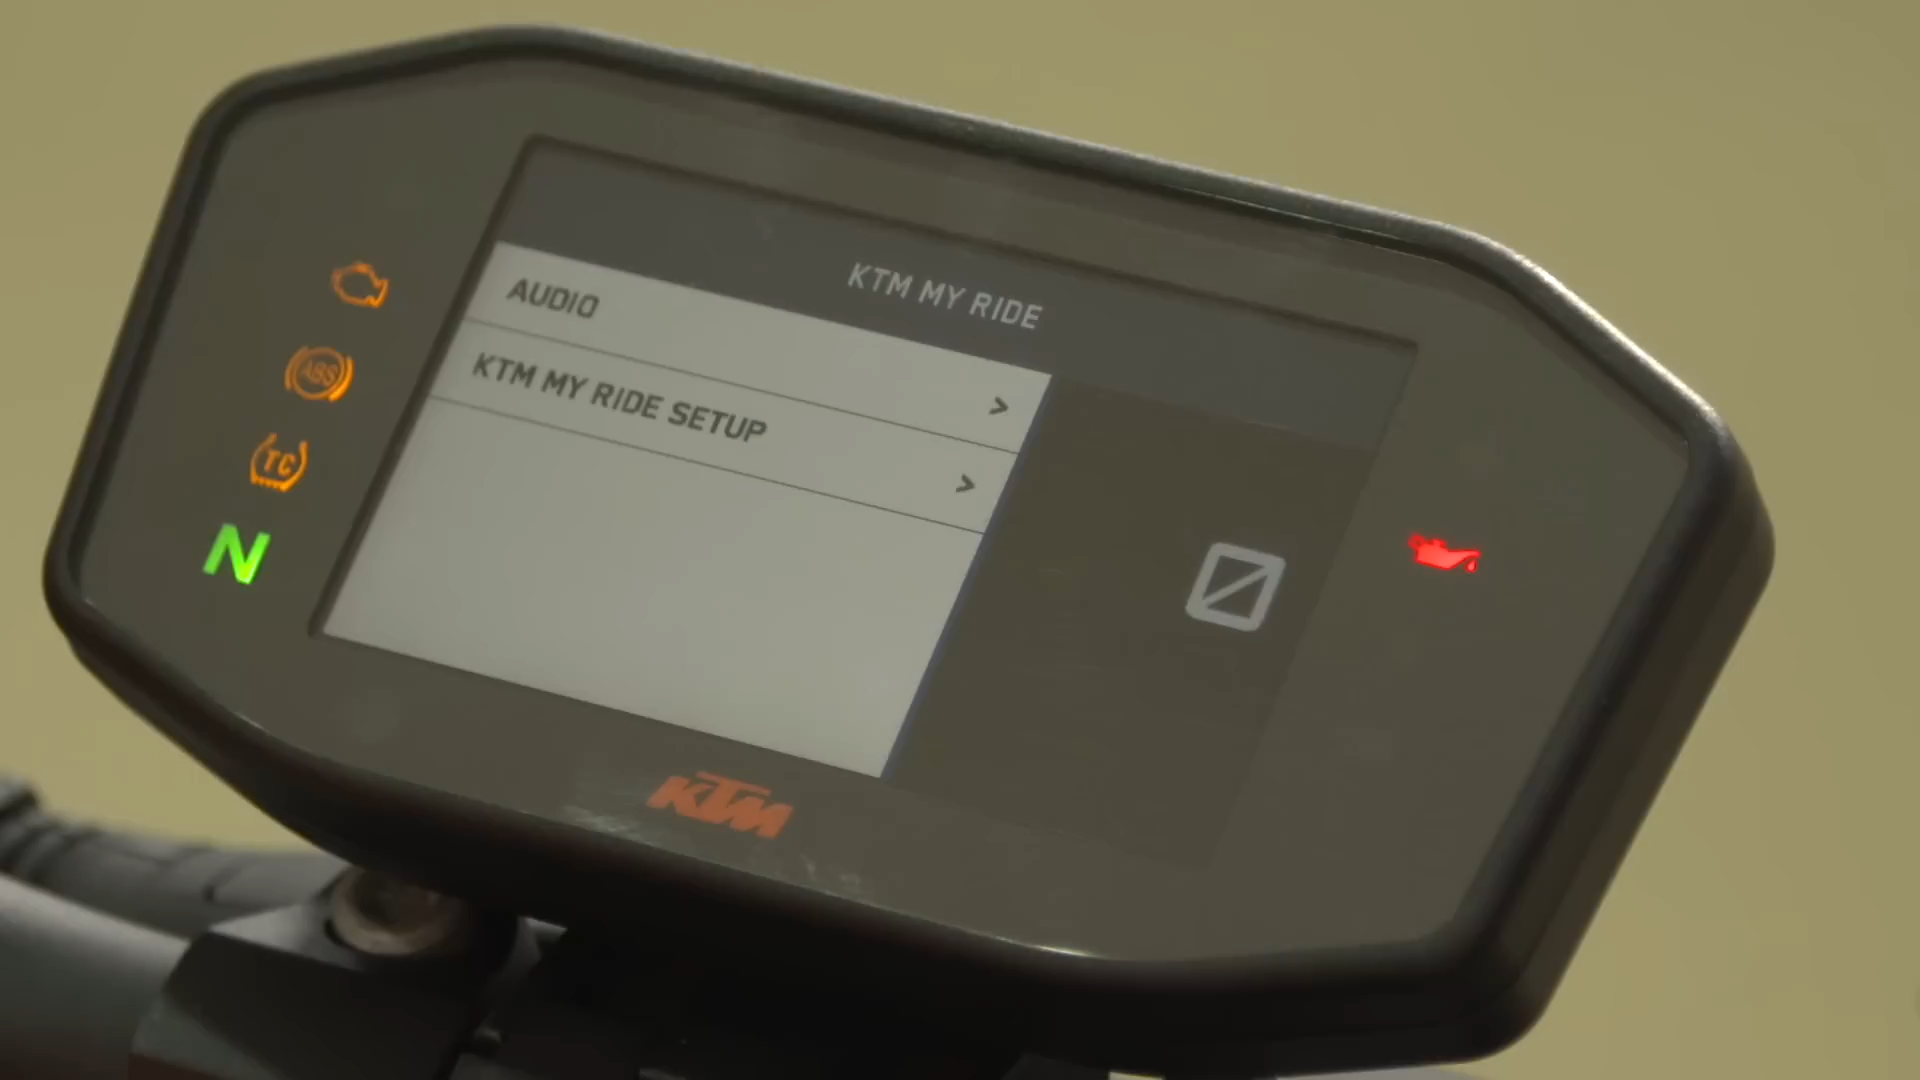 KTM MY RIDE
AUDIO >
KTM MY RIDE SETUP >
ABS
TC
N
KTM